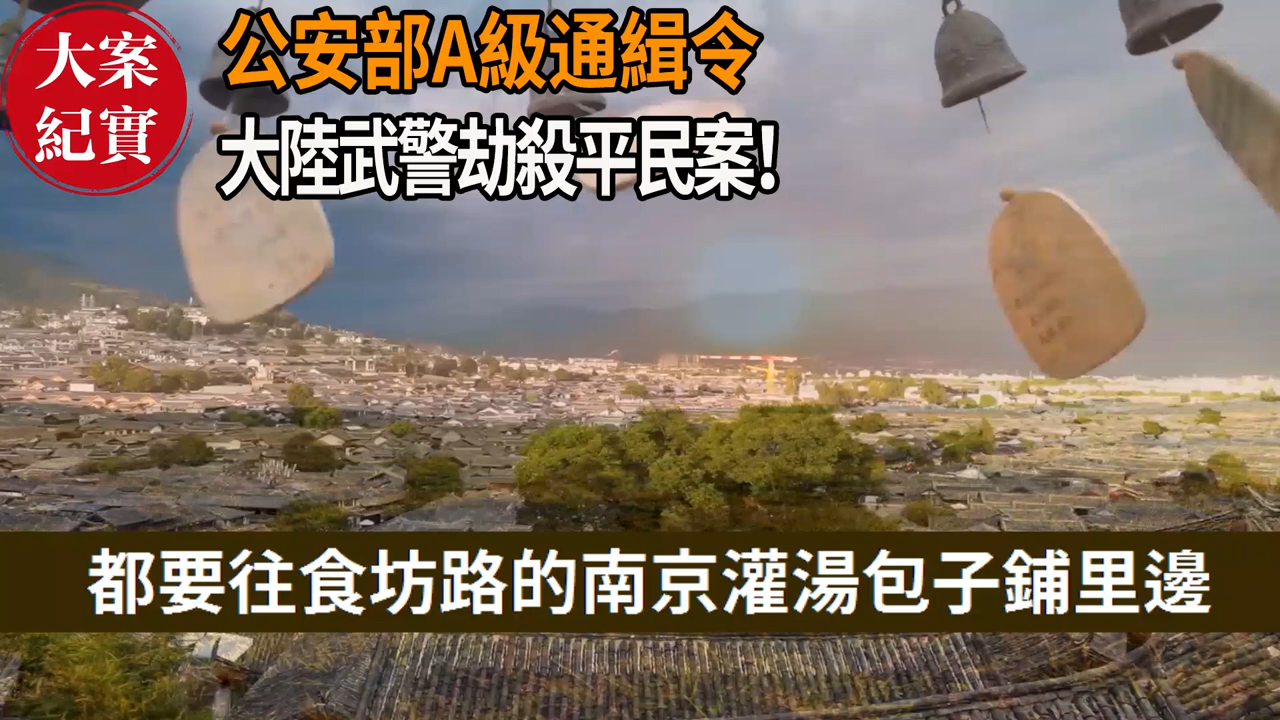 大案
紀實
公安部A級通緝令
大陸武警劫殺平民案!
都要往食坊路的南京灌湯包子鋪里邊